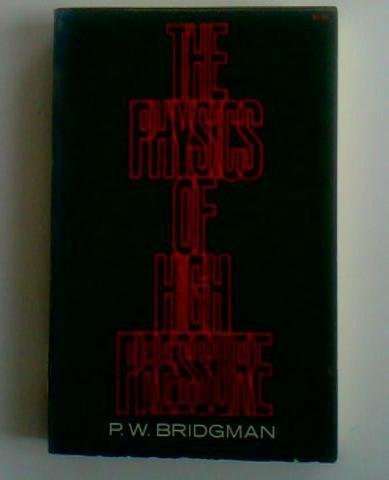 THE
PHYSICS
OF
HIGH
PRESSURE
P. W. BRIDGMAN